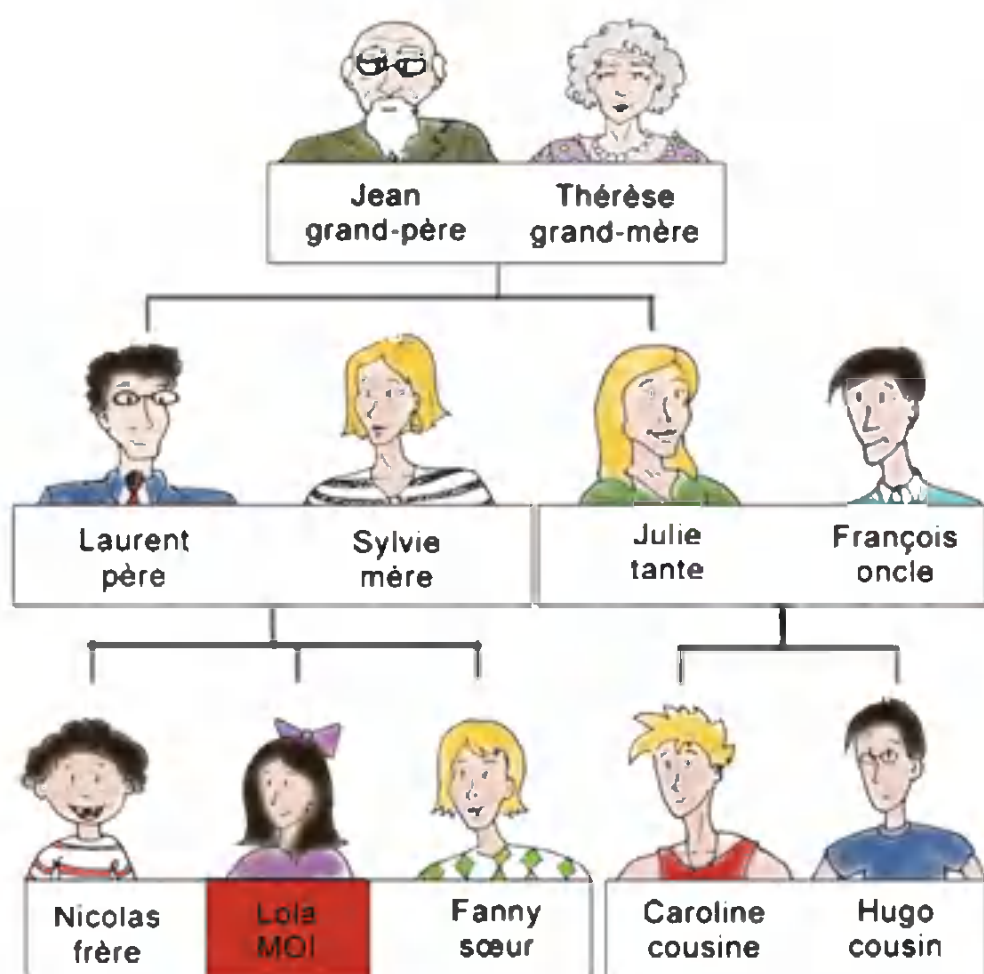 Jean
grand-père
Thérèse
grand-mère
Laurent
père
Sylvie
mère
Julie
tante
François
oncle
Nicolas
frère
Lola
MOI
Fanny
sœur
Caroline
cousine
Hugo
cousin